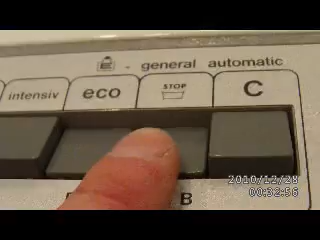 general automatic
intensiv eco STOP C
B
2010/12/28
00:32:56